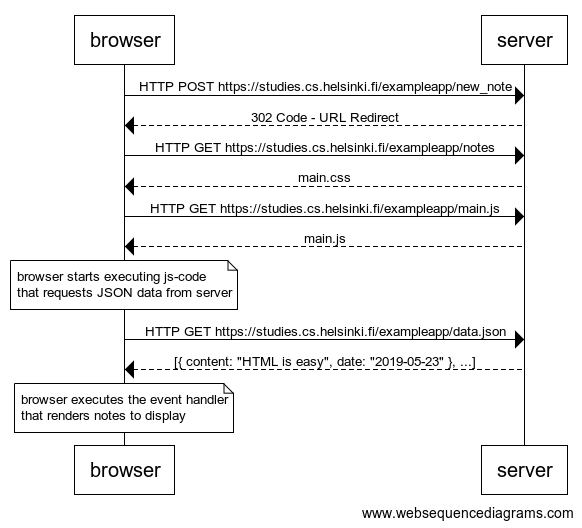 browser
server
HTTP POST https://studies.cs.helsinki.fi/exampleapp/new_note
302 Code - URL Redirect
HTTP GET https://studies.cs.helsinki.fi/exampleapp/notes
main.css
HTTP GET https://studies.cs.helsinki.fi/exampleapp/main.js
main.js
browser starts executing js-code
that requests JSON data from server
HTTP GET https://studies.cs.helsinki.fi/exampleapp/data.json
[{ content: "HTML is easy", date: "2019-05-23" }, ...]
browser executes the event handler
that renders notes to display
browser
server
www.websequencediagrams.com